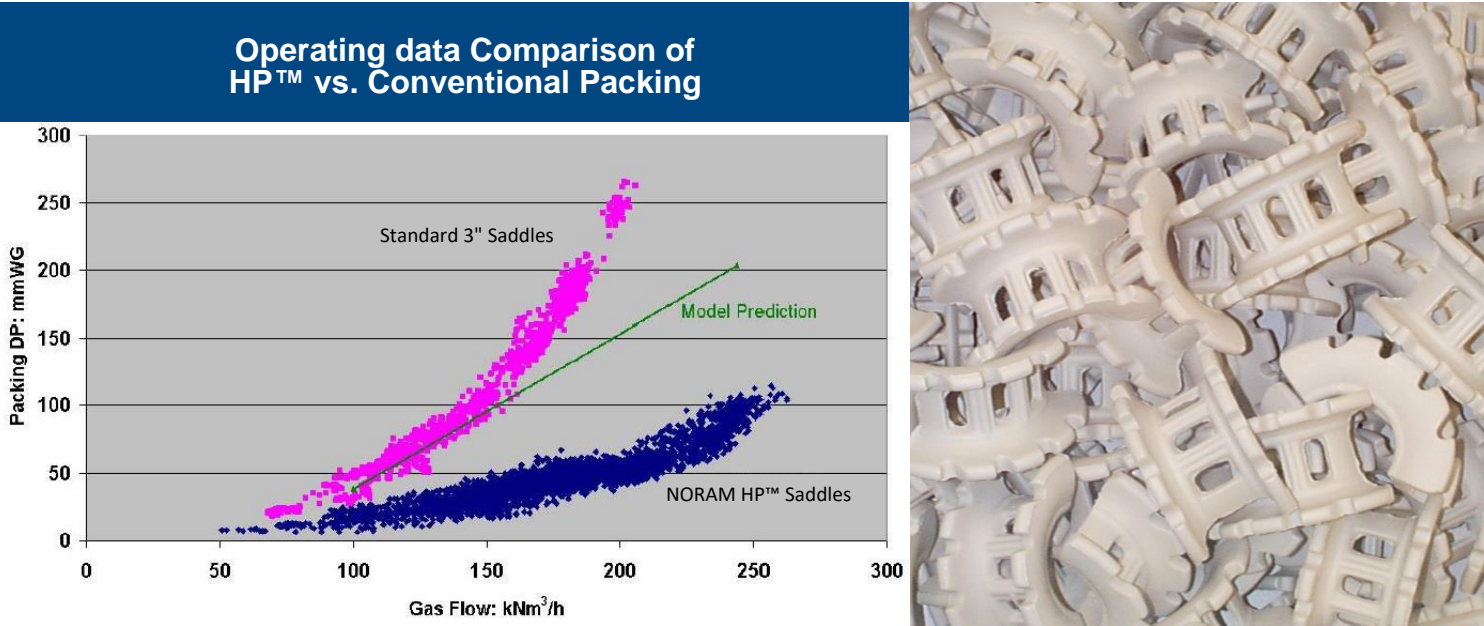 Operating data Comparison of
HP™ vs. Conventional Packing
300
250
200
150
100
50
0
Packing DP: mmWG
Standard 3" Saddles
Model Prediction
NORAM HP™ Saddles
0 50 100 150 200 250 300
Gas Flow: kNm³/h